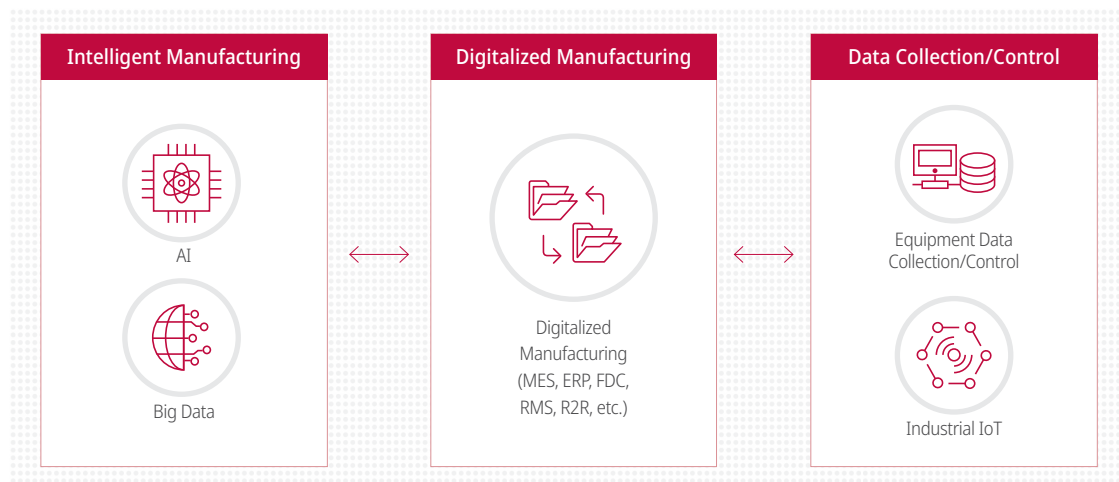 Intelligent Manufacturing
AI
Big Data
Digitalized Manufacturing
Digitalized
Manufacturing
(MES, ERP, FDC,
RMS, R2R, etc.)
Data Collection/Control
Equipment Data
Collection/Control
Industrial IoT